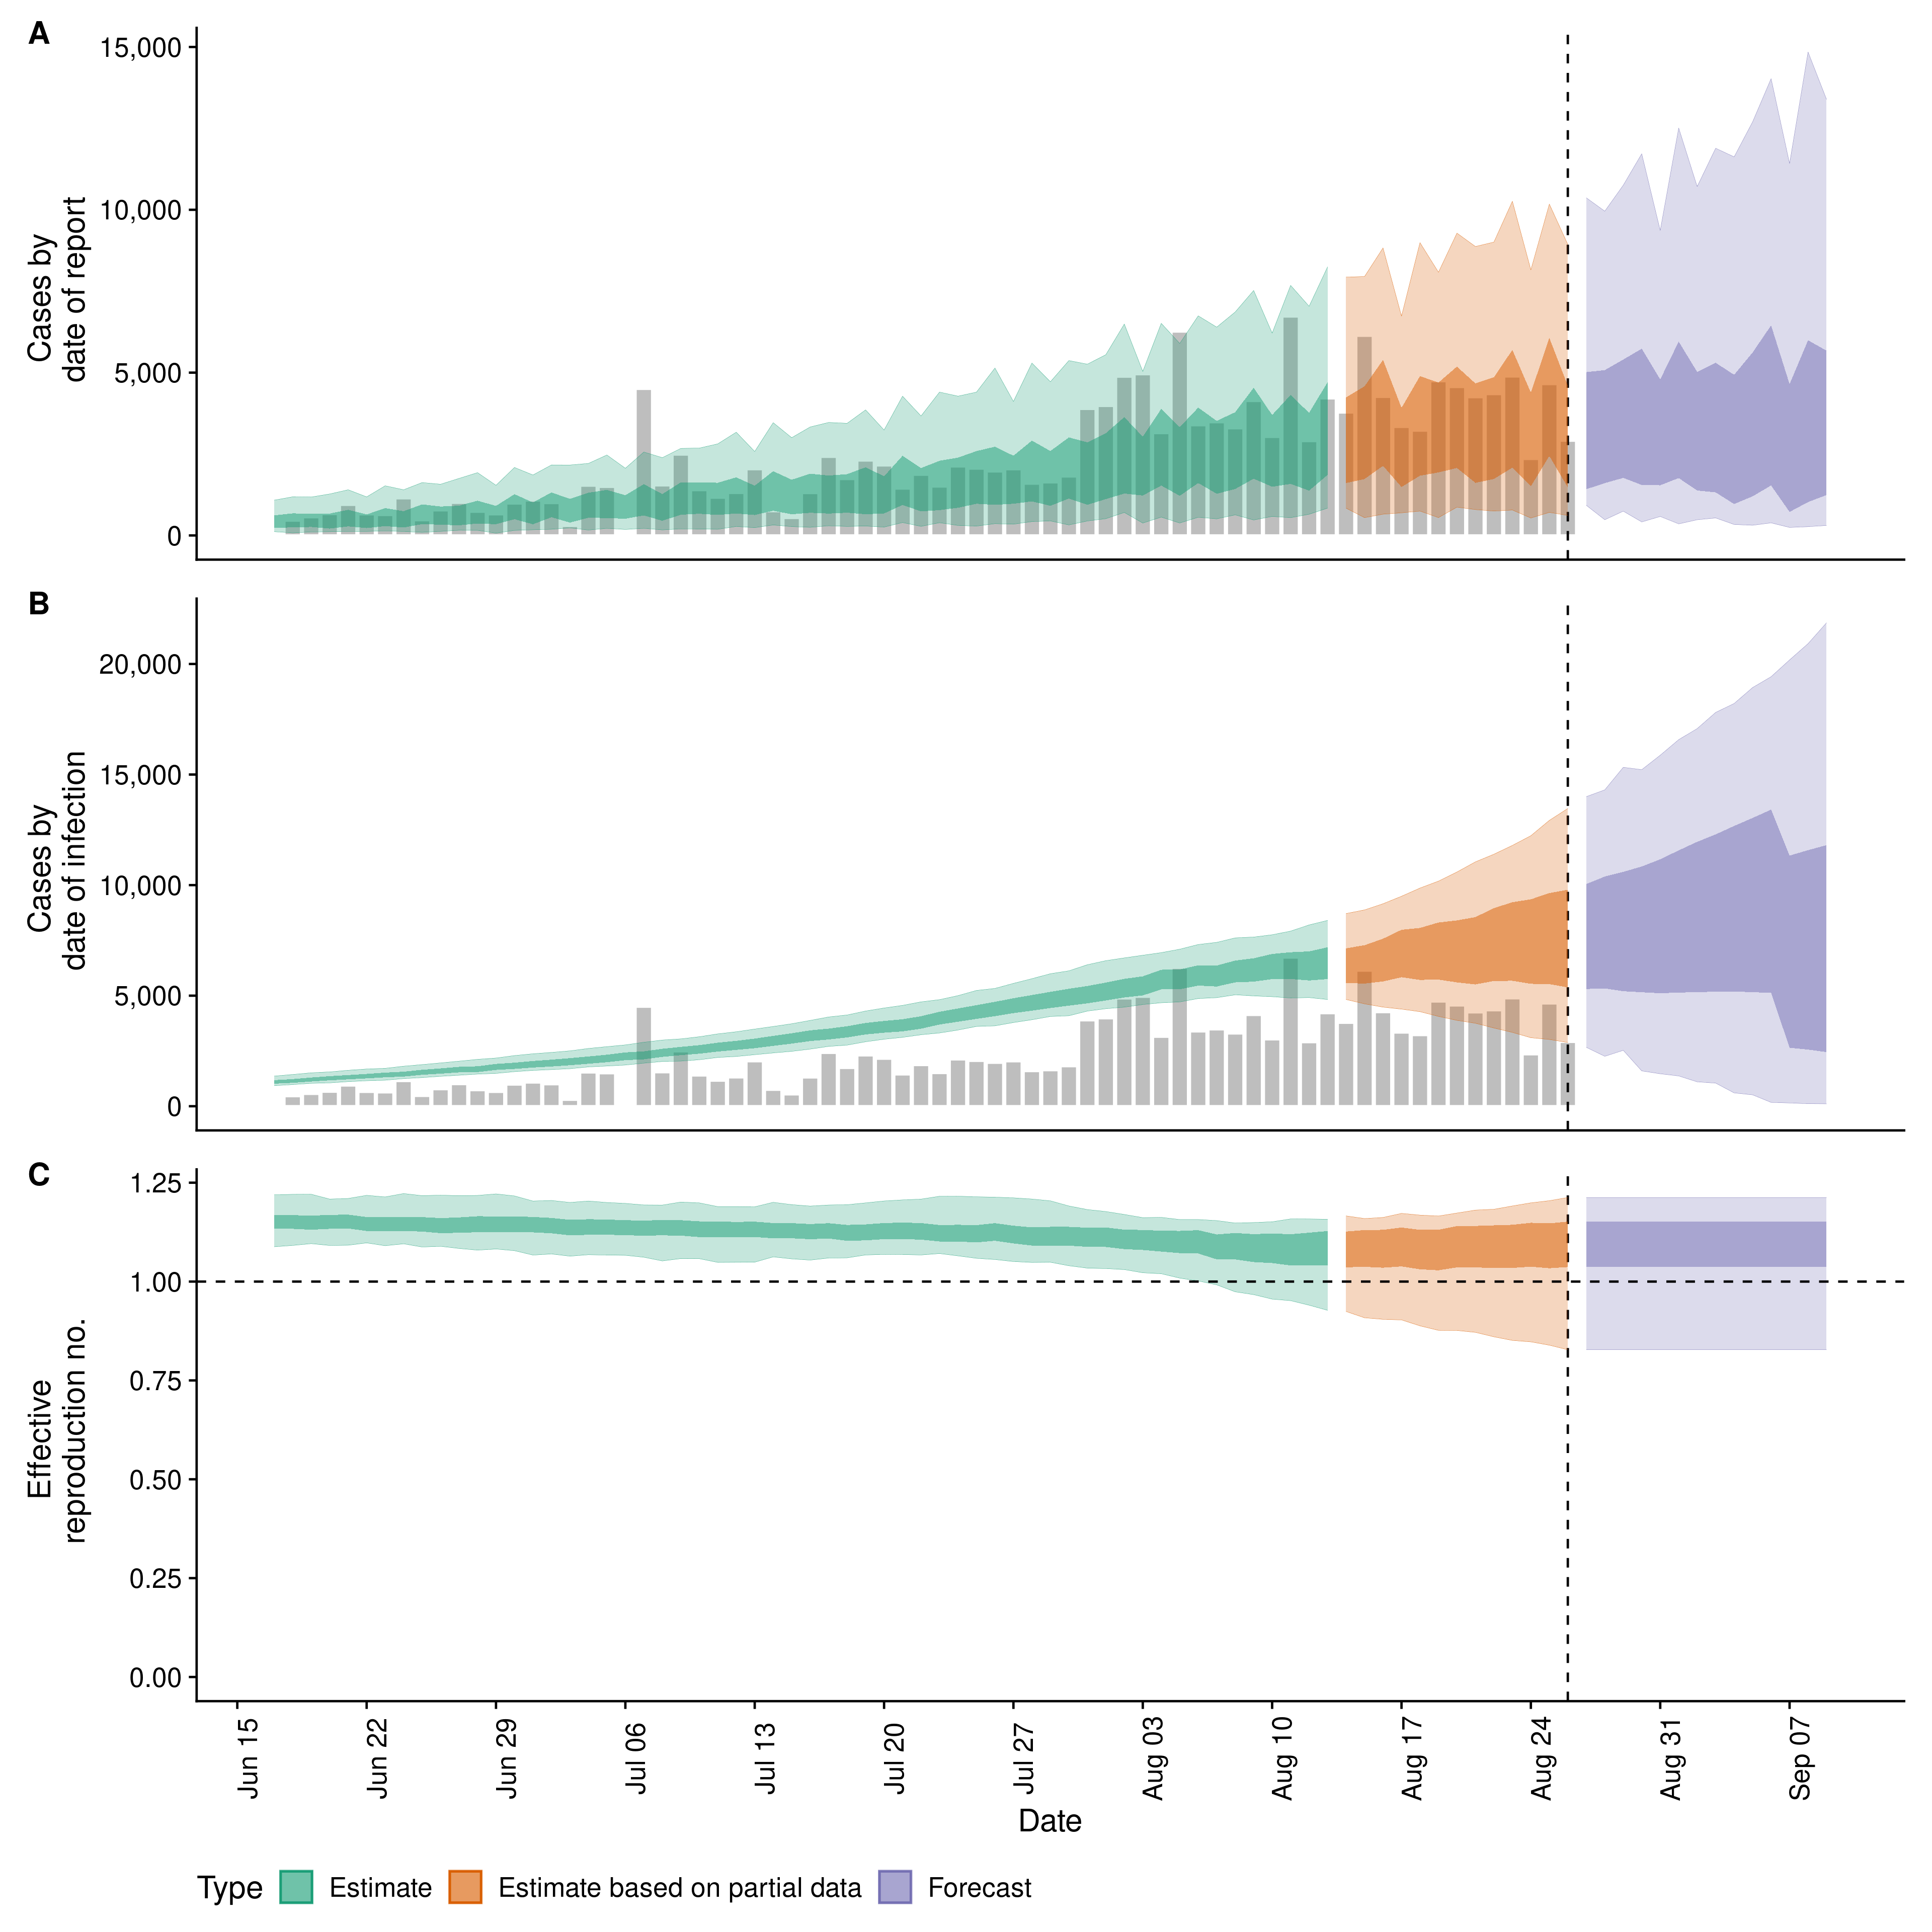 A
15,000
10,000
5,000
0
Cases by
date of report
B
20,000
15,000
10,000
5,000
0
Cases by
date of infection
C
1.25
1.00
0.75
0.50
0.25
0.00
Effective
reproduction no.
Jun 15
Jun 22
Jun 29
Jul 06
Jul 13
Jul 20
Jul 27
Aug 03
Aug 10
Aug 17
Aug 24
Aug 31
Sep 07
Date
Type Estimate Estimate based on partial data Forecast